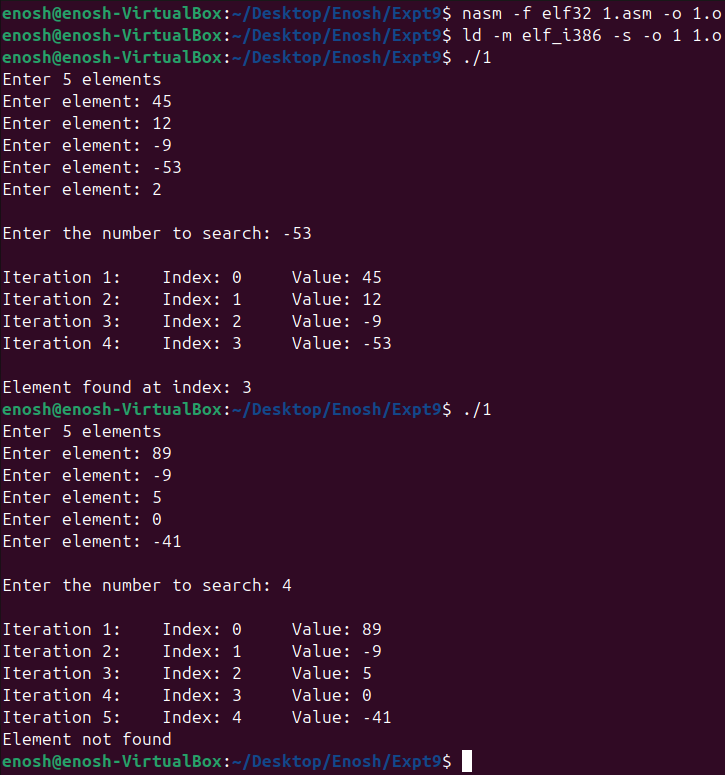 enosh@enosh-VirtualBox:~/Desktop/Enosh/Expt9$ nasm -f elf32 1.asm -o 1.o
enosh@enosh-VirtualBox:~/Desktop/Enosh/Expt9$ ld -m elf_i386 -s -o 1 1.o
enosh@enosh-VirtualBox:~/Desktop/Enosh/Expt9$ ./1
Enter 5 elements
Enter element: 45
Enter element: 12
Enter element: -9
Enter element: -53
Enter element: 2

Enter the number to search: -53

Iteration 1:    Index: 0     Value: 45
Iteration 2:    Index: 1     Value: 12
Iteration 3:    Index: 2     Value: -9
Iteration 4:    Index: 3     Value: -53

Element found at index: 3
enosh@enosh-VirtualBox:~/Desktop/Enosh/Expt9$ ./1
Enter 5 elements
Enter element: 89
Enter element: -9
Enter element: 5
Enter element: 0
Enter element: -41

Enter the number to search: 4

Iteration 1:    Index: 0     Value: 89
Iteration 2:    Index: 1     Value: -9
Iteration 3:    Index: 2     Value: 5
Iteration 4:    Index: 3     Value: 0
Iteration 5:    Index: 4     Value: -41
Element not found
enosh@enosh-VirtualBox:~/Desktop/Enosh/Expt9$